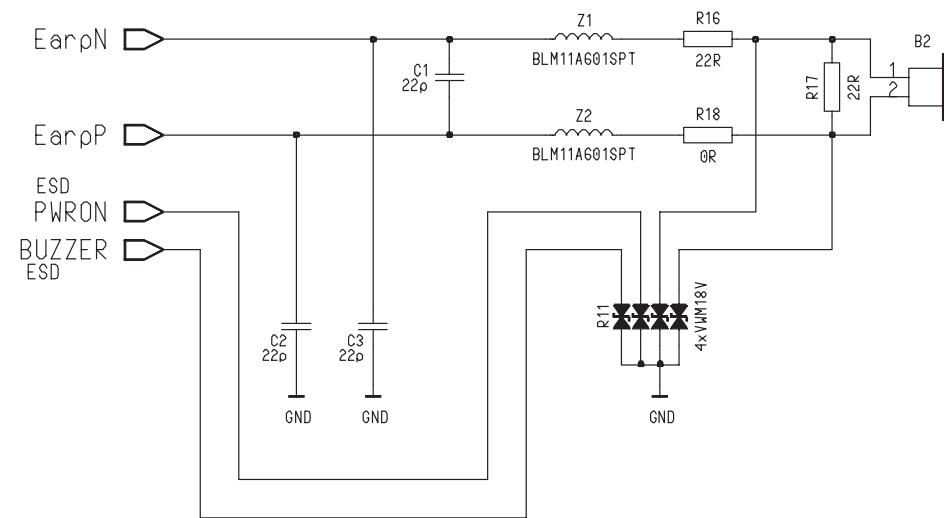 EarpN
Z1
BLM11A601SPT
R16
22R
B2
C1
22p
R17
22R
1
2
EarpP
Z2
BLM11A601SPT
R18
0R
ESD
PWRON
BUZZER
ESD
R11
4xVWM18V
C2
22p
C3
22p
GND
GND
GND